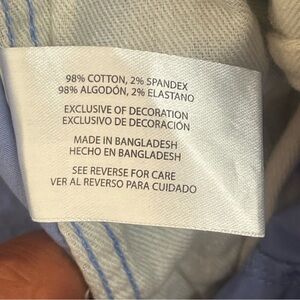 98% COTTON, 2% SPANDEX
98% ALGODÓN, 2% ELASTANO
EXCLUSIVE OF DECORATION
EXCLUSIVO DE DECORACIÓN
MADE IN BANGLADESH
HECHO EN BANGLADESH
SEE REVERSE FOR CARE
VER AL REVERSO PARA CUIDADO